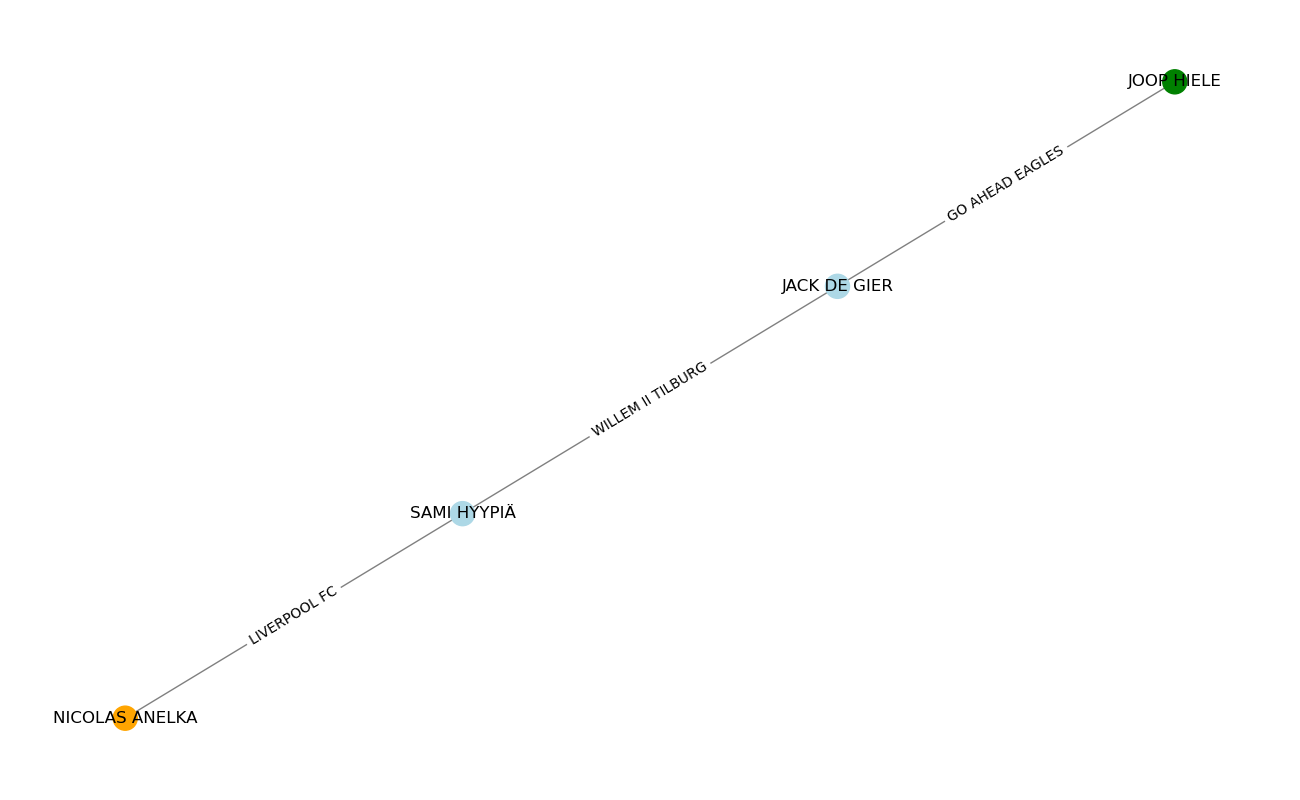 JOOP HIELE
GO AHEAD EAGLES
JACK DE GIER
WILLEM II TILBURG
SAMI HYYPIÄ
LIVERPOOL FC
NICOLAS ANELKA